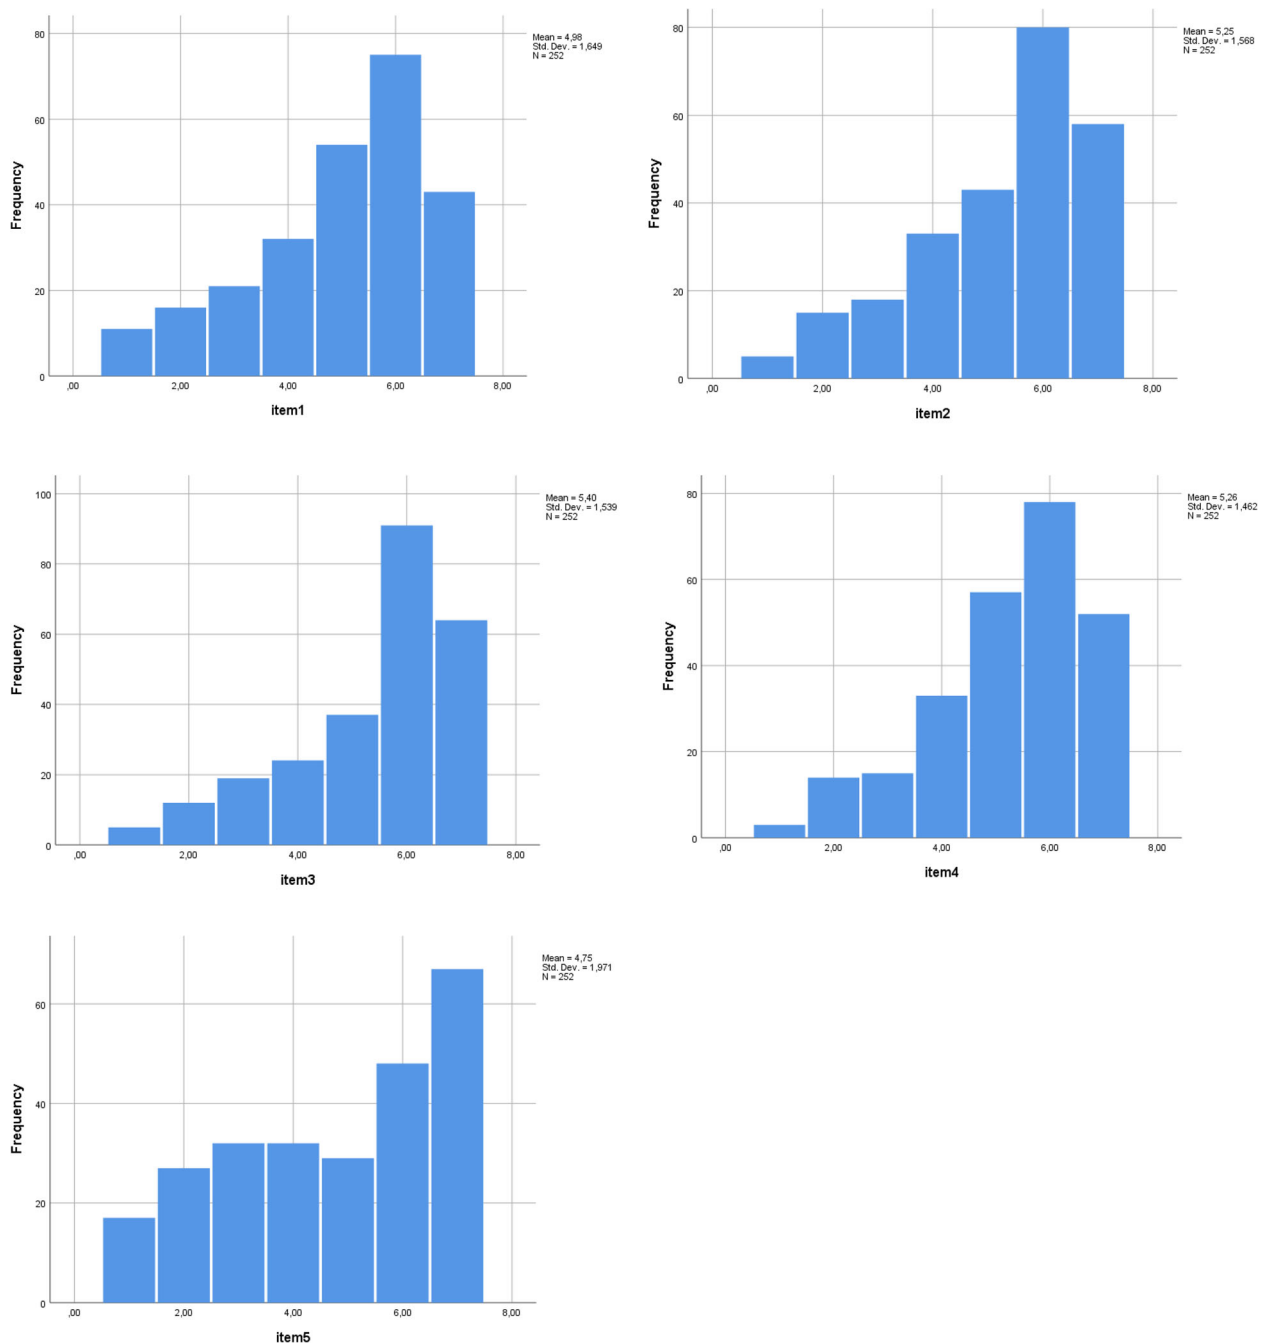 Mean = 4,98
Std. Dev. = 1,649
N = 252
Frequency
80
60
40
20
0
,00 2,00 4,00 6,00 8,00
item1
Mean = 5,25
Std. Dev. = 1,568
N = 252
Frequency
80
60
40
20
0
,00 2,00 4,00 6,00 8,00
item2
Mean = 5,40
Std. Dev. = 1,539
N = 252
Frequency
100
80
60
40
20
0
,00 2,00 4,00 6,00 8,00
item3
Mean = 5,26
Std. Dev. = 1,462
N = 252
Frequency
80
60
40
20
0
,00 2,00 4,00 6,00 8,00
item4
Mean = 4,75
Std. Dev. = 1,971
N = 252
Frequency
60
40
20
0
,00 2,00 4,00 6,00 8,00
item5